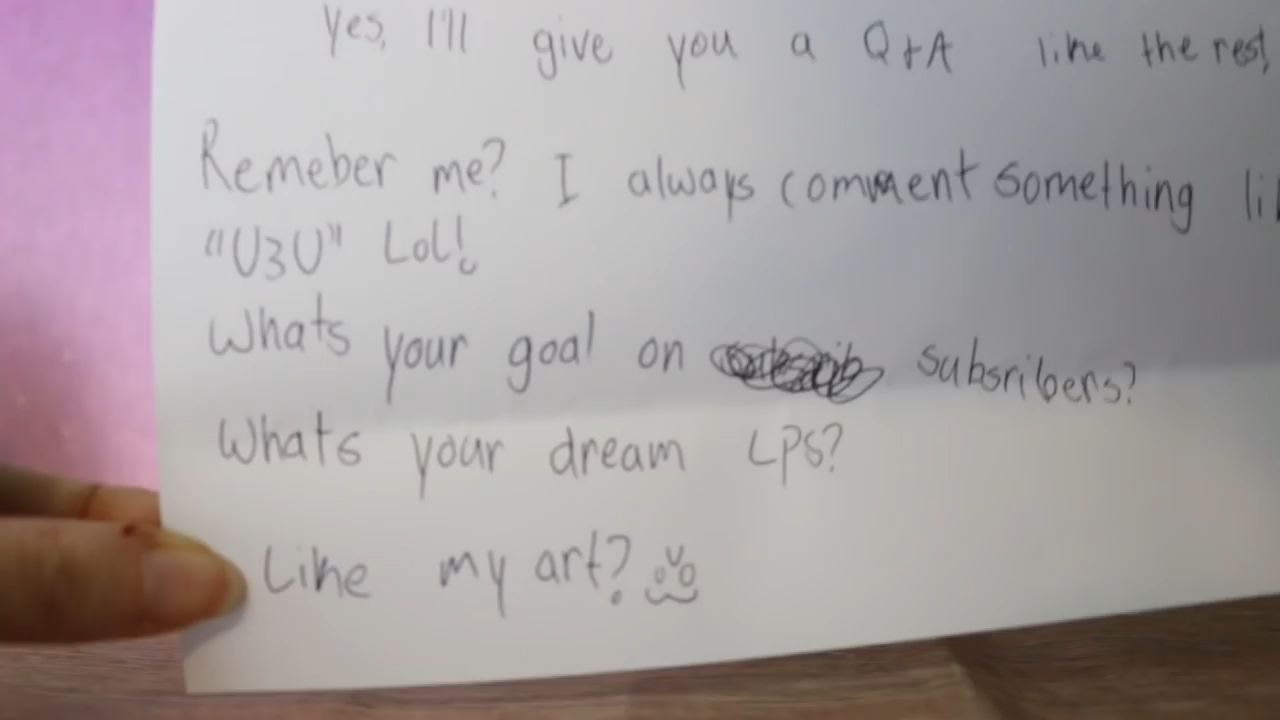 Yes, I'll give you a Q+A like the rest,
Remeber me? I always comment something li
"U3U" Lol!
Whats your goal on subsribers?
Whats your dream LPS?
Like my art?